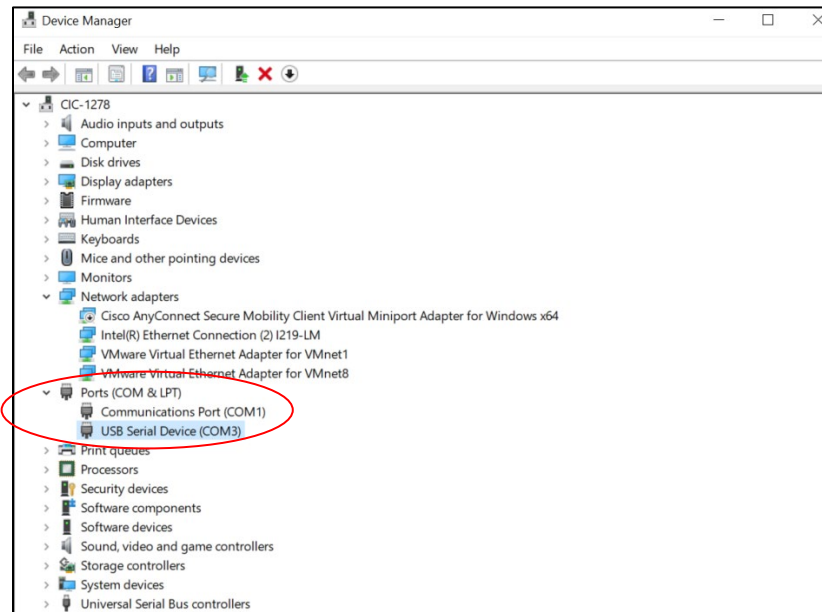 Device Manager
File Action View Help
CIC-1278
Audio inputs and outputs
Computer
Disk drives
Display adapters
Firmware
Human Interface Devices
Keyboards
Mice and other pointing devices
Monitors
Network adapters
Cisco AnyConnect Secure Mobility Client Virtual Miniport Adapter for Windows x64
Intel(R) Ethernet Connection (2) I219-LM
VMware Virtual Ethernet Adapter for VMnet1
VMware Virtual Ethernet Adapter for VMnet8
Ports (COM & LPT)
Communications Port (COM1)
USB Serial Device (COM3)
Print queues
Processors
Security devices
Software components
Software devices
Sound, video and game controllers
Storage controllers
System devices
Universal Serial Bus controllers